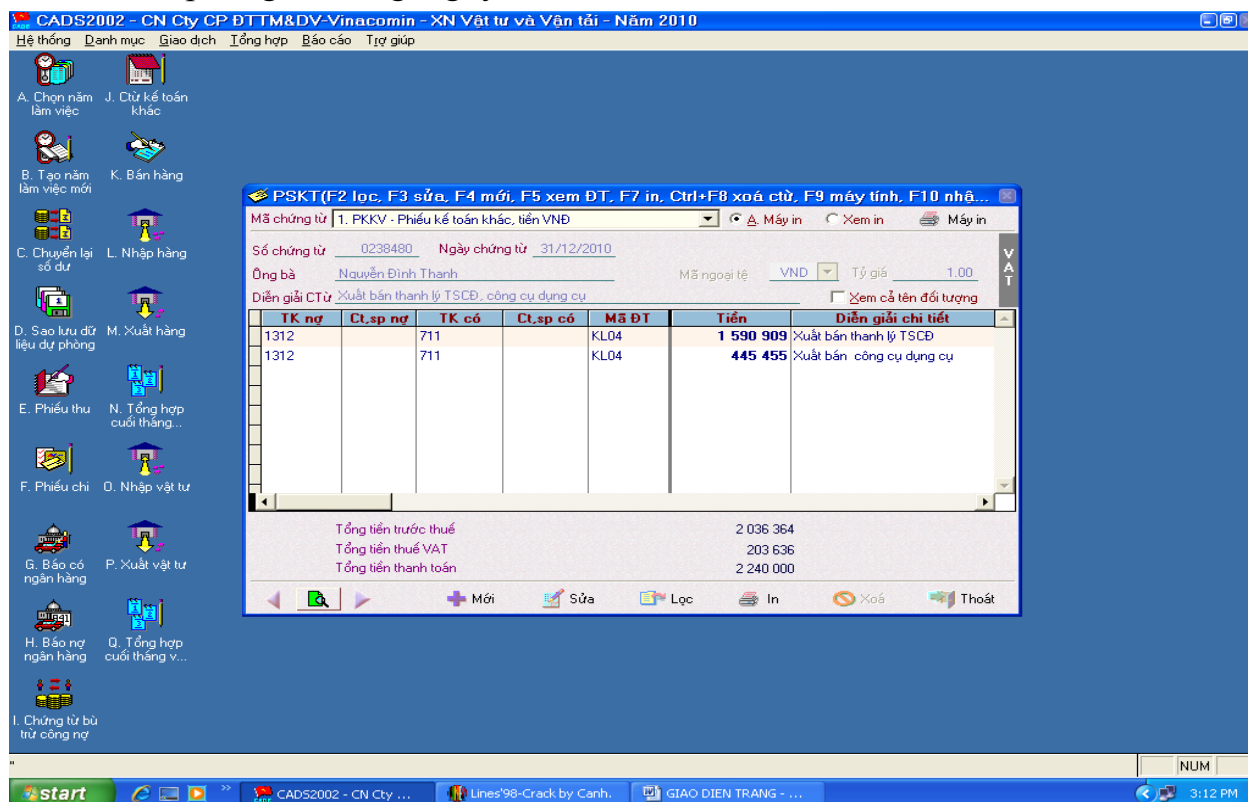 CADS2002 - CN Cty CP ĐTTM&DV-Vinacomin - XN Vật tư và Vận tải - Năm 2010
Hệ thống Danh mục Giao dịch Tổng hợp Báo cáo Trợ giúp
A. Chọn năm làm việc
J. Ctừ kế toán khác
B. Tạo năm làm việc mới
K. Bán hàng
C. Chuyển lại số dư
L. Nhập hàng
D. Sao lưu dữ liệu dự phòng
M. Xuất hàng
E. Phiếu thu
N. Tổng hợp cuối tháng...
F. Phiếu chi
O. Nhập vật tư
G. Báo có ngân hàng
P. Xuất vật tư
H. Báo nợ ngân hàng
Q. Tổng hợp cuối tháng v...
I. Chứng từ bù trừ công nợ
PSKT(F2 lọc, F3 sửa, F4 mới, F5 xem ĐT, F7 in, Ctrl+F8 xoá ctừ, F9 máy tính, F10 nhậ...
Mã chứng từ 1. PKKV - Phiếu kế toán khác, tiền VNĐ A. Máy in Xem in Máy in
Số chứng từ 0238480 Ngày chứng từ 31/12/2010
Ông bà Nguyễn Đình Thanh Mã ngoại tệ VND Tỷ giá 1.00
Diễn giải CTừ Xuất bán thanh lý TSCĐ, công cụ dụng cụ Xem cả tên đối tượng
VAT
TK nợ Ct,sp nợ TK có Ct,sp có Mã ĐT Tiền Diễn giải chi tiết
1312 711 KL04 1 590 909 Xuất bán thanh lý TSCĐ
1312 711 KL04 445 455 Xuất bán công cụ dụng cụ
Tổng tiền trước thuế 2 036 364
Tổng tiền thuế VAT 203 636
Tổng tiền thanh toán 2 240 000
Mới Sửa Lọc In Xoá Thoát
"
NUM
start CADS2002 - CN Cty ... Lines'98-Crack by Canh. GIAO DIEN TRANG - ... 3:12 PM